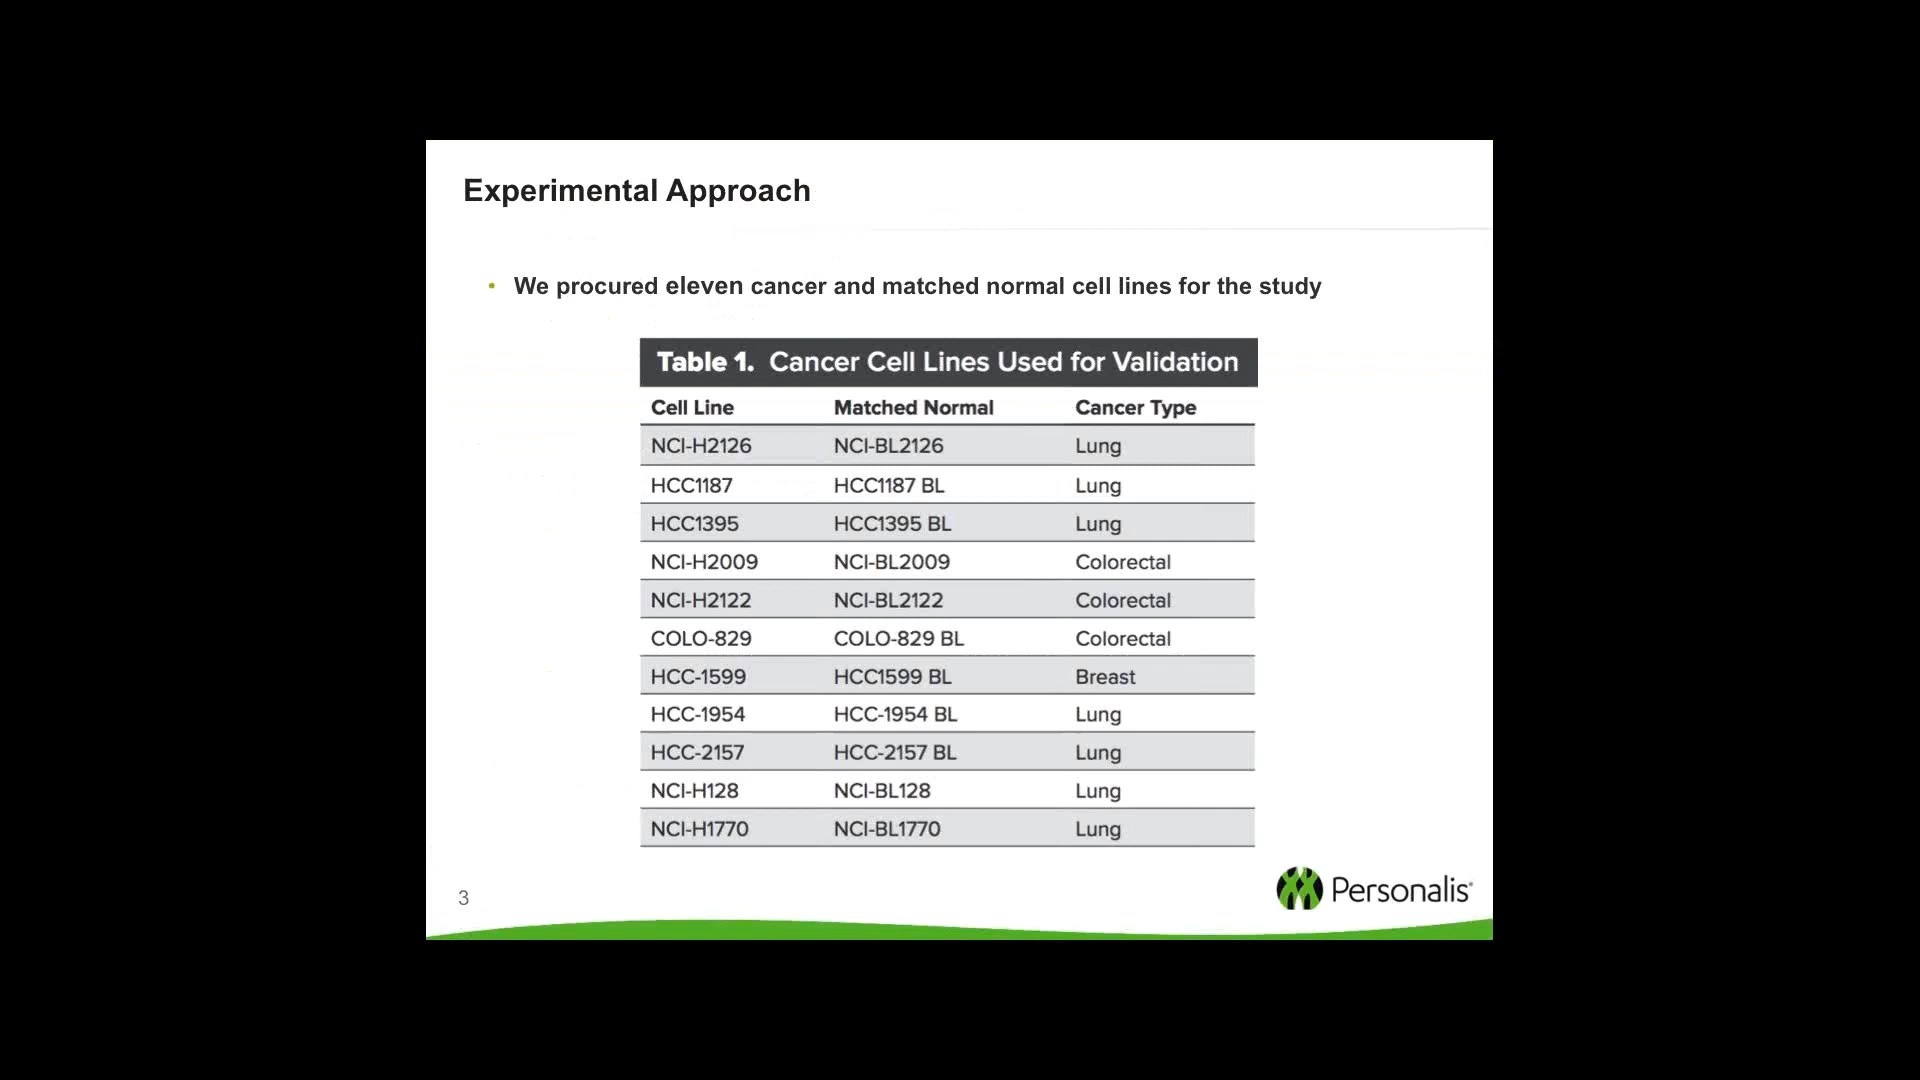 Experimental Approach
• We procured eleven cancer and matched normal cell lines for the study
Table 1. Cancer Cell Lines Used for Validation
Cell Line Matched Normal Cancer Type
NCI-H2126 NCI-BL2126 Lung
HCC1187 HCC1187 BL Lung
HCC1395 HCC1395 BL Lung
NCI-H2009 NCI-BL2009 Colorectal
NCI-H2122 NCI-BL2122 Colorectal
COLO-829 COLO-829 BL Colorectal
HCC-1599 HCC1599 BL Breast
HCC-1954 HCC-1954 BL Lung
HCC-2157 HCC-2157 BL Lung
NCI-H128 NCI-BL128 Lung
NCI-H1770 NCI-BL1770 Lung
3
Personalis